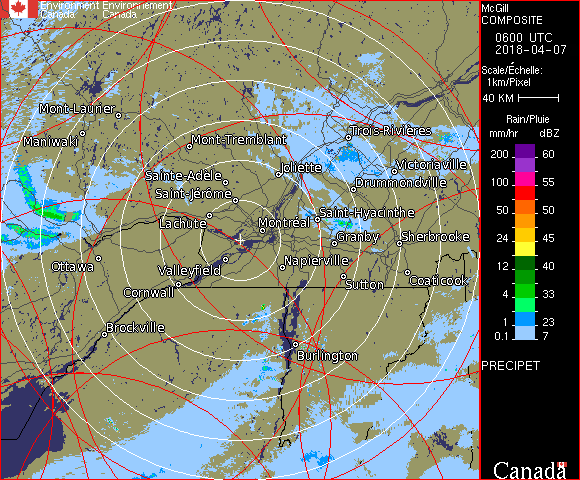 Environment Environnement
Canada Canada
Mont-Laurier
Maniwaki
Mont-Tremblant
Trois-Rivières
Sainte-Adèle
Joliette
Victoriaville
Saint-Jérôme
Drummondville
Lachute
Montréal
Saint-Hyacinthe
Granby
Sherbrooke
Ottawa
Valleyfield
Napierville
Cornwall
Sutton
Coaticook
Brockville
Burlington
McGill
COMPOSITE
0600 UTC
2018-04-07
Scale/Échelle:
1km/Pixel
40 KM
Rain/Pluie
mm/hr dBZ
200 60
150 57
100 55
50 50
24 45
12 40
4 33
1 23
0.1 7
PRECIPET
Canada